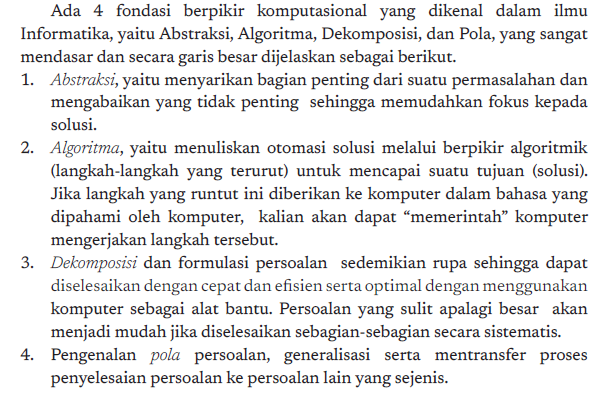 Ada 4 fondasi berpikir komputasional yang dikenal dalam ilmu
Informatika, yaitu Abstraksi, Algoritma, Dekomposisi, dan Pola, yang sangat
mendasar dan secara garis besar dijelaskan sebagai berikut.
1. Abstraksi, yaitu menyarikan bagian penting dari suatu permasalahan dan
mengabaikan yang tidak penting sehingga memudahkan fokus kepada
solusi.
2. Algoritma, yaitu menuliskan otomasi solusi melalui berpikir algoritmik
(langkah-langkah yang terurut) untuk mencapai suatu tujuan (solusi).
Jika langkah yang runtut ini diberikan ke komputer dalam bahasa yang
dipahami oleh komputer, kalian akan dapat “memerintah” komputer
mengerjakan langkah tersebut.
3. Dekomposisi dan formulasi persoalan sedemikian rupa sehingga dapat
diselesaikan dengan cepat dan efisien serta optimal dengan menggunakan
komputer sebagai alat bantu. Persoalan yang sulit apalagi besar akan
menjadi mudah jika diselesaikan sebagian-sebagian secara sistematis.
4. Pengenalan pola persoalan, generalisasi serta mentransfer proses
penyelesaian persoalan ke persoalan lain yang sejenis.